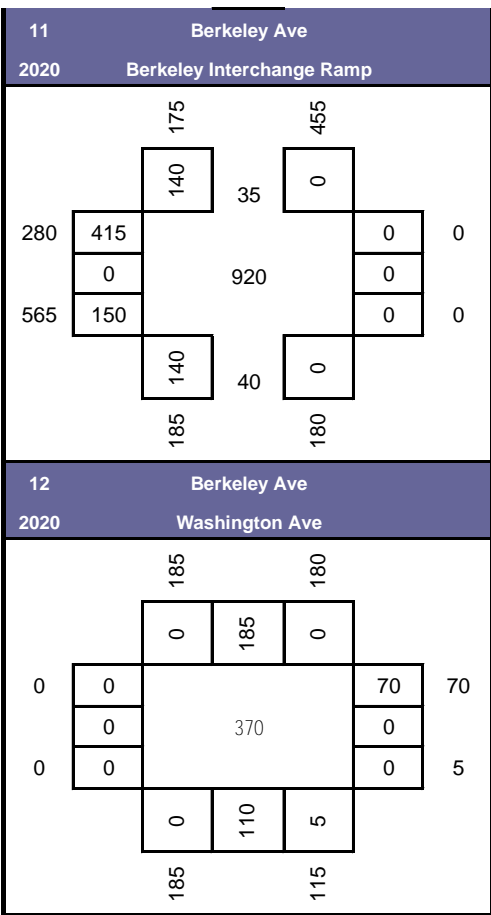 11 Berkeley Ave
2020 Berkeley Interchange Ramp
175 455
140 35 0
280 415 0 0
0 920 0
565 150 0 0
140 40 0
185 180
12 Berkeley Ave
2020 Washington Ave
185 180
0 185 0
0 0 70 70
0 370 0
0 0 0 5
0 110 5
185 115